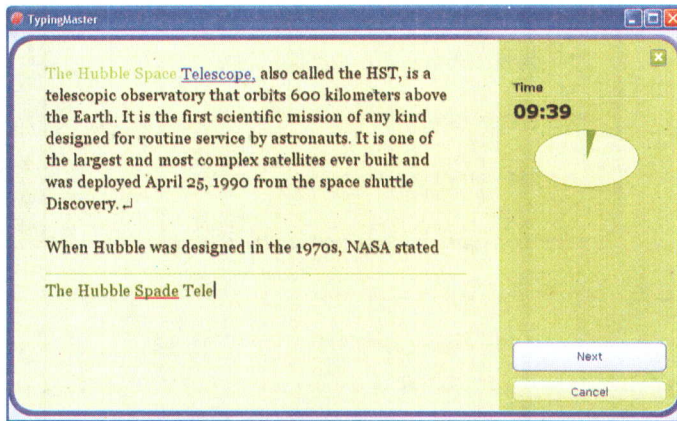 TypingMaster
The Hubble Space Telescope, also called the HST, is a
telescopic observatory that orbits 600 kilometers above
the Earth. It is the first scientific mission of any kind
designed for routine service by astronauts. It is one of
the largest and most complex satellites ever built and
was deployed April 25, 1990 from the space shuttle
Discovery. ↵
When Hubble was designed in the 1970s, NASA stated
The Hubble Spade Tele
Time
09:39
Next
Cancel